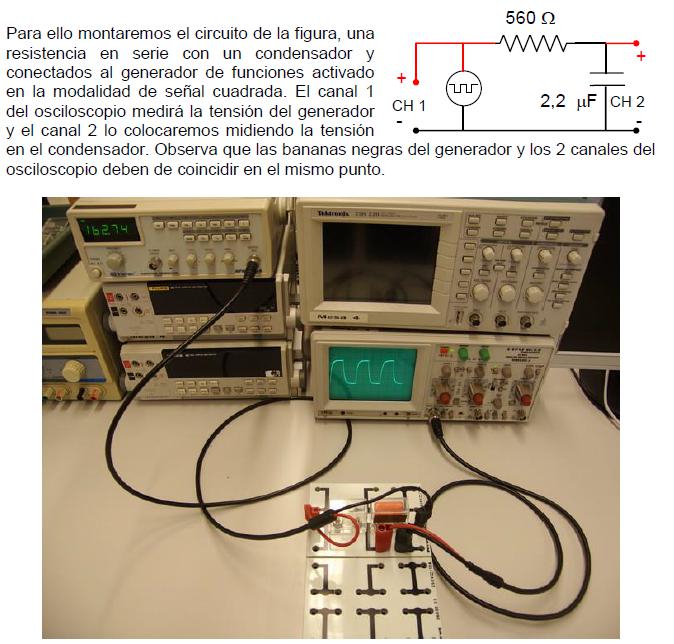 Para ello montaremos el circuito de la figura, una
resistencia en serie con un condensador y
conectados al generador de funciones activado
en la modalidad de señal cuadrada. El canal 1
del osciloscopio medirá la tensión del generador
y el canal 2 lo colocaremos midiendo la tensión
en el condensador. Observa que las bananas negras del generador y los 2 canales del
osciloscopio deben de coincidir en el mismo punto.
560 Ω
+
+
CH 1
2,2 μF
CH 2
-
-
162.74
Tektronix
Mesa 4